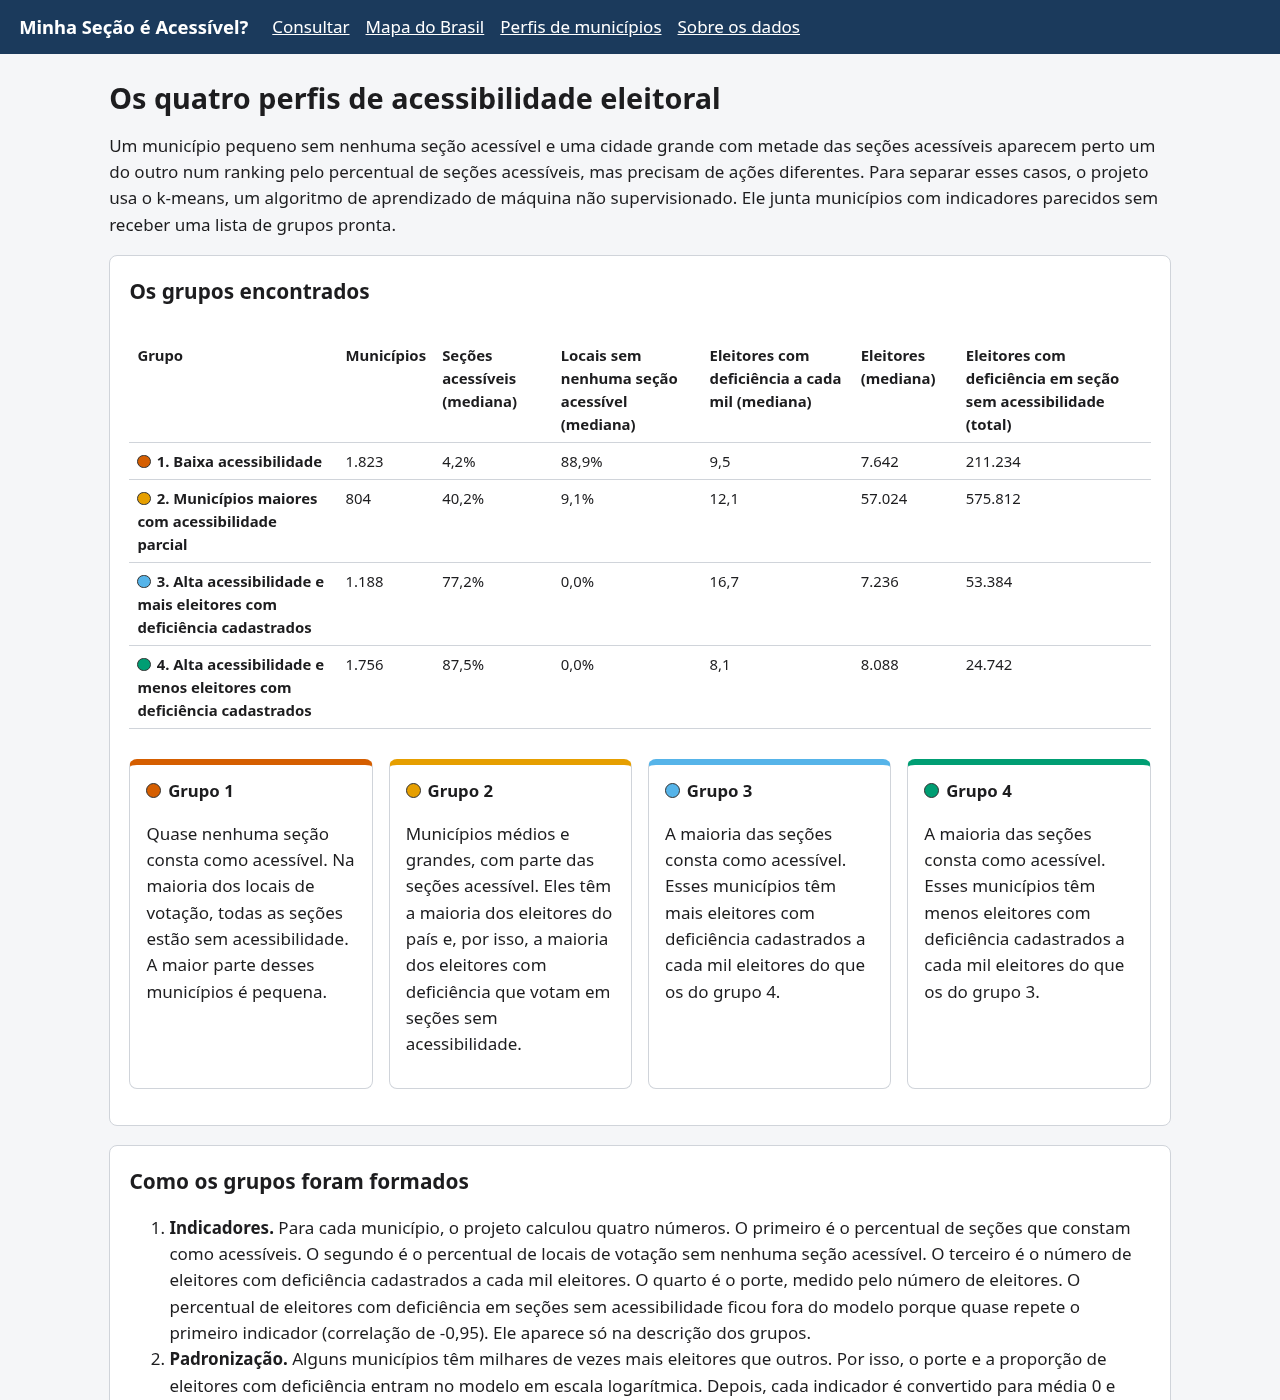 Minha Seção é Acessível? Consultar Mapa do Brasil Perfis de municípios Sobre os dados
Os quatro perfis de acessibilidade eleitoral
Um município pequeno sem nenhuma seção acessível e uma cidade grande com metade das seções acessíveis aparecem perto um
do outro num ranking pelo percentual de seções acessíveis, mas precisam de ações diferentes. Para separar esses casos, o projeto
usa o k-means, um algoritmo de aprendizado de máquina não supervisionado. Ele junta municípios com indicadores parecidos sem
receber uma lista de grupos pronta.
Os grupos encontrados
Grupo Municípios Seções acessíveis (mediana) Locais sem nenhuma seção acessível (mediana) Eleitores com deficiência a cada mil (mediana) Eleitores (mediana) Eleitores com deficiência em seção sem acessibilidade (total)
1. Baixa acessibilidade 1.823 4,2% 88,9% 9,5 7.642 211.234
2. Municípios maiores com acessibilidade parcial 804 40,2% 9,1% 12,1 57.024 575.812
3. Alta acessibilidade e mais eleitores com deficiência cadastrados 1.188 77,2% 0,0% 16,7 7.236 53.384
4. Alta acessibilidade e menos eleitores com deficiência cadastrados 1.756 87,5% 0,0% 8,1 8.088 24.742
Grupo 1
Quase nenhuma seção
consta como acessível. Na
maioria dos locais de
votação, todas as seções
estão sem acessibilidade.
A maior parte desses
municípios é pequena.
Grupo 2
Municípios médios e
grandes, com parte das
seções acessível. Eles têm
a maioria dos eleitores do
país e, por isso, a maioria
dos eleitores com
deficiência que votam em
seções sem
acessibilidade.
Grupo 3
A maioria das seções
consta como acessível.
Esses municípios têm
mais eleitores com
deficiência cadastrados a
cada mil eleitores do que
os do grupo 4.
Grupo 4
A maioria das seções
consta como acessível.
Esses municípios têm
menos eleitores com
deficiência cadastrados a
cada mil eleitores do que
os do grupo 3.
Como os grupos foram formados
1. Indicadores. Para cada município, o projeto calculou quatro números. O primeiro é o percentual de seções que constam
como acessíveis. O segundo é o percentual de locais de votação sem nenhuma seção acessível. O terceiro é o número de
eleitores com deficiência cadastrados a cada mil eleitores. O quarto é o porte, medido pelo número de eleitores. O
percentual de eleitores com deficiência em seções sem acessibilidade ficou fora do modelo porque quase repete o
primeiro indicador (correlação de -0,95). Ele aparece só na descrição dos grupos.
2. Padronização. Alguns municípios têm milhares de vezes mais eleitores que outros. Por isso, o porte e a proporção de
eleitores com deficiência entram no modelo em escala logarítmica. Depois, cada indicador é convertido para média 0 e